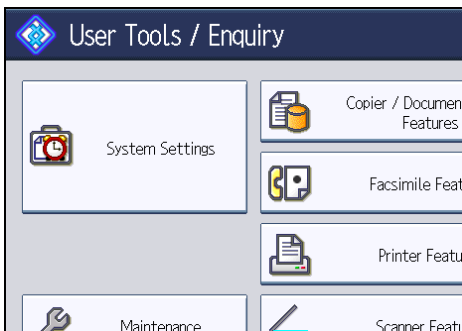 User Tools / Enquiry
System Settings
Copier / Documen
Features
Facsimile Feat
Printer Featu
Maintenance
Scanner Featu